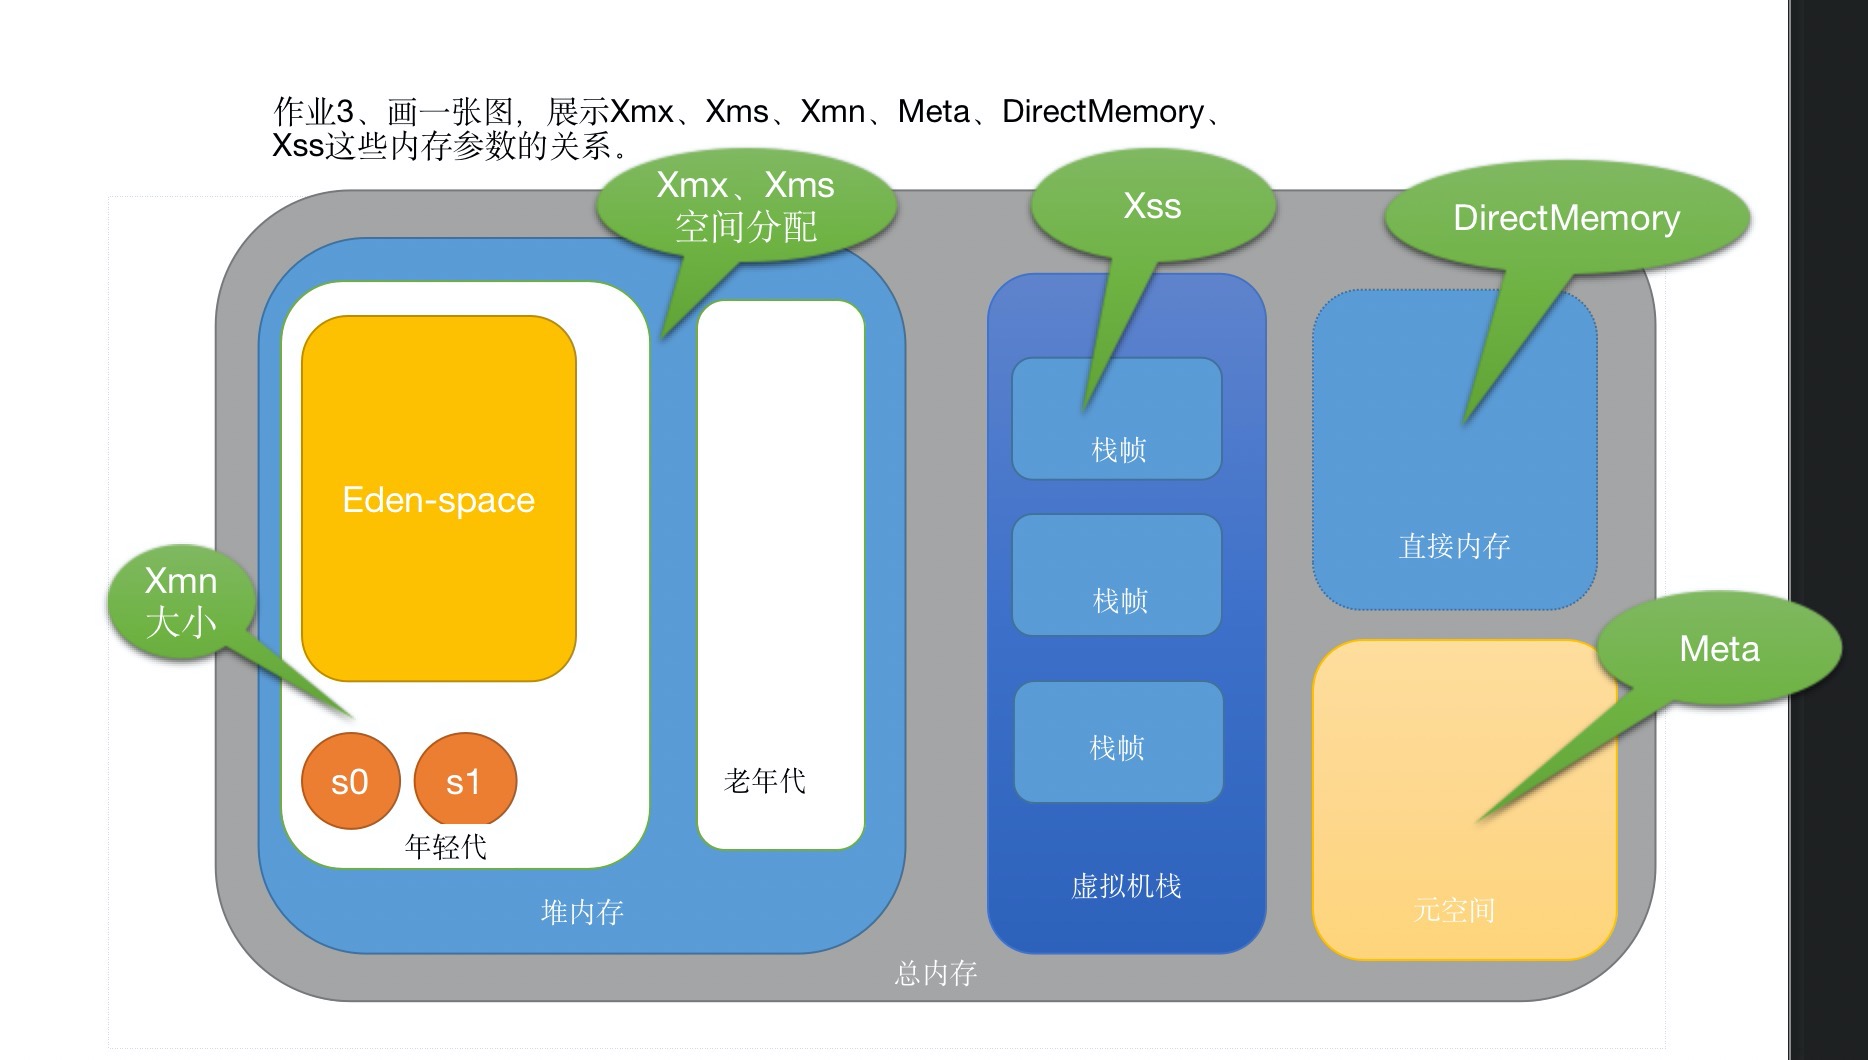 作业3、画一张图，展示Xmx、Xms、Xmn、Meta、DirectMemory、
Xss这些内存参数的关系。
Xmx、Xms
空间分配
Xss
DirectMemory
Eden-space
栈帧
直接内存
Xmn
大小
栈帧
Meta
s0
s1
老年代
栈帧
年轻代
虚拟机栈
堆内存
元空间
总内存